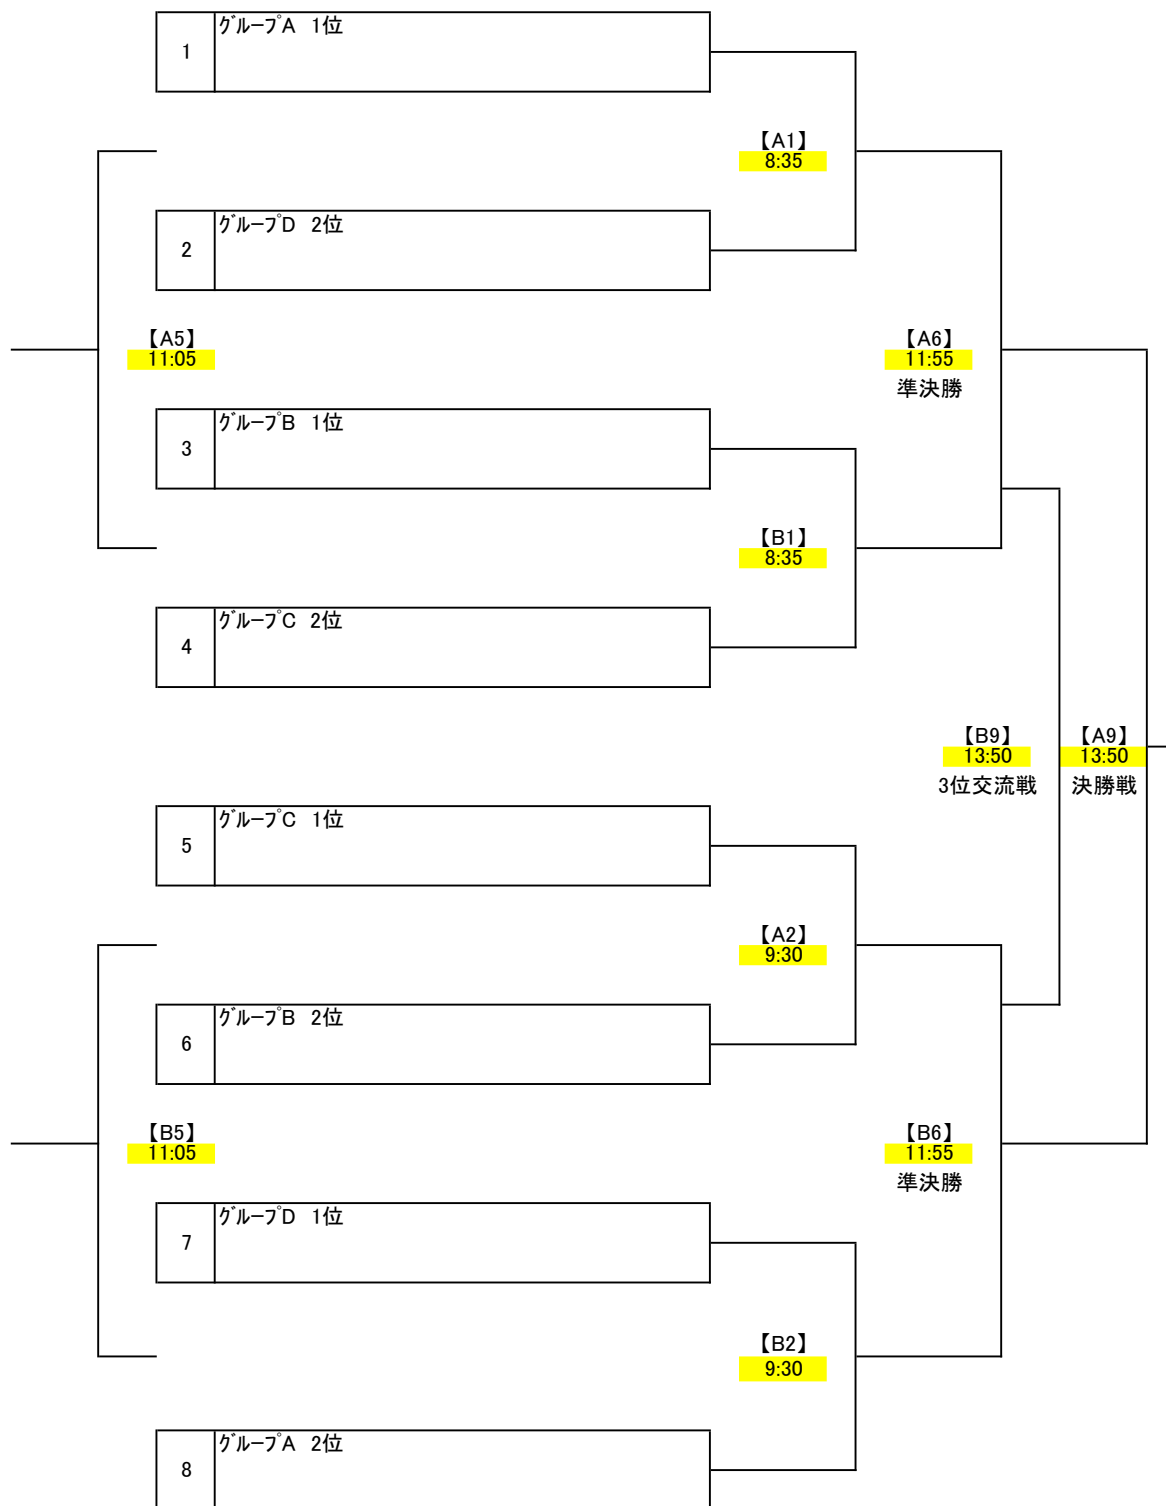 ｸﾞﾙｰﾌﾟA 1位
1
【A1】
8:35
ｸﾞﾙｰﾌﾟD 2位
2
【A5】
11:05
【A6】
11:55
準決勝
ｸﾞﾙｰﾌﾟB 1位
3
【B1】
8:35
ｸﾞﾙｰﾌﾟC 2位
4
【B9】
13:50
3位交流戦
【A9】
13:50
決勝戦
ｸﾞﾙｰﾌﾟC 1位
5
【A2】
9:30
ｸﾞﾙｰﾌﾟB 2位
6
【B5】
11:05
【B6】
11:55
準決勝
ｸﾞﾙｰﾌﾟD 1位
7
【B2】
9:30
ｸﾞﾙｰﾌﾟA 2位
8